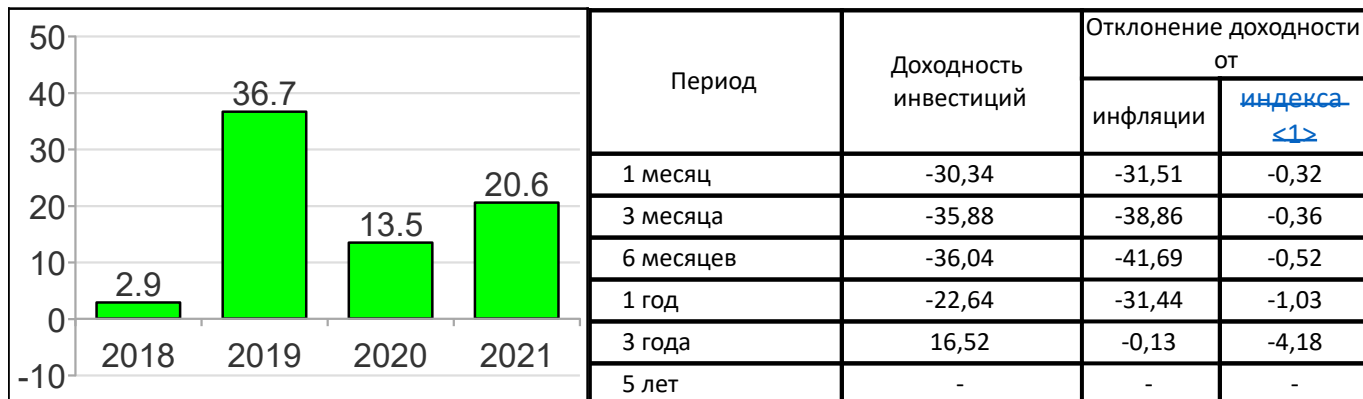 50
40
30
20
10
0
-10
2.9
36.7
13.5
20.6
2018 2019 2020 2021
Период
Доходность
инвестиций
Отклонение доходности
от
инфляции
индекса
<1>
1 месяц -30,34 -31,51 -0,32
3 месяца -35,88 -38,86 -0,36
6 месяцев -36,04 -41,69 -0,52
1 год -22,64 -31,44 -1,03
3 года 16,52 -0,13 -4,18
5 лет - - -